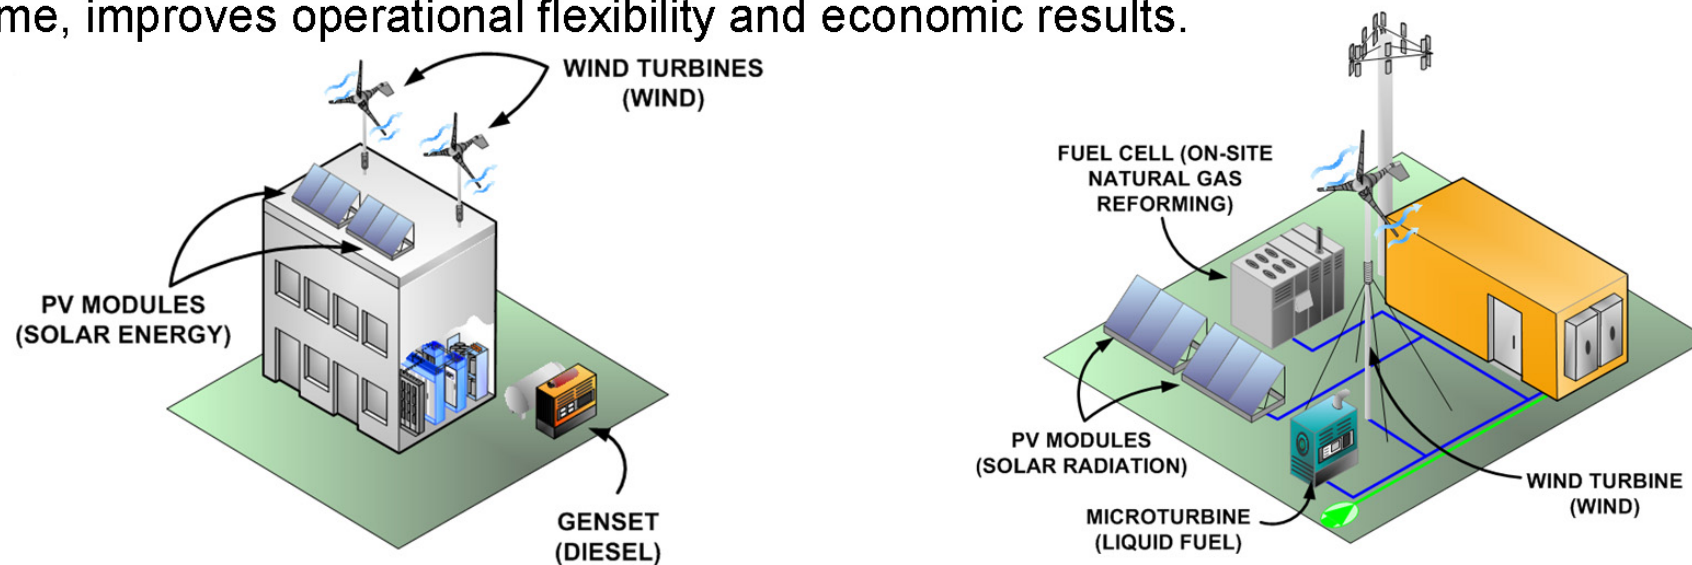 me, improves operational flexibility and economic results.
WIND TURBINES
(WIND)
PV MODULES
(SOLAR ENERGY)
GENSET
(DIESEL)
FUEL CELL (ON-SITE
NATURAL GAS
REFORMING)
PV MODULES
(SOLAR RADIATION)
MICROTURBINE
(LIQUID FUEL)
WIND TURBINE
(WIND)